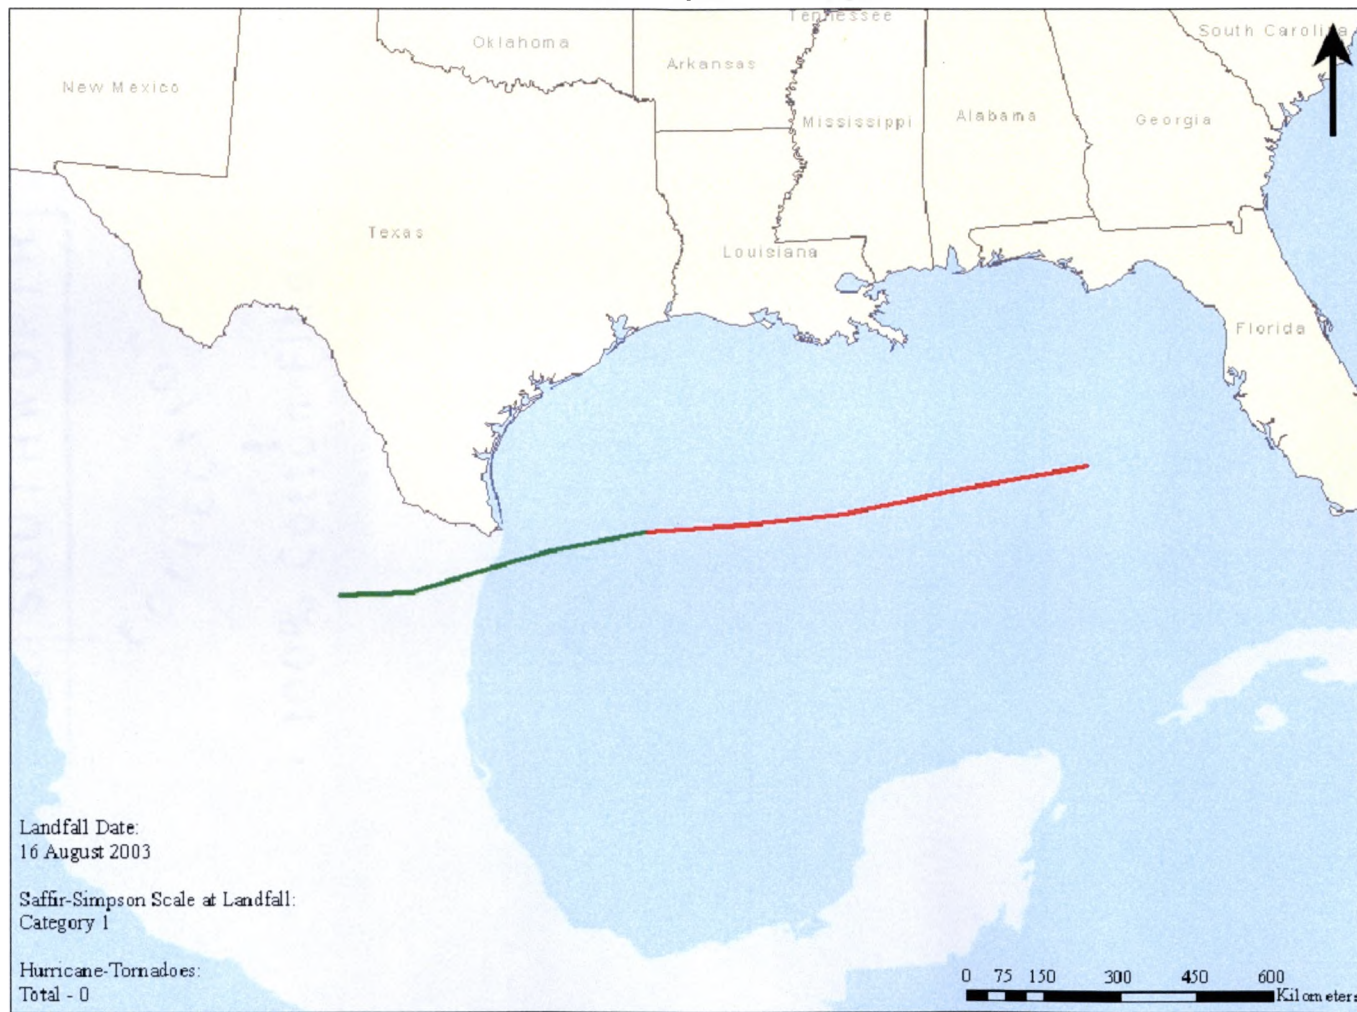 Tennessee
Oklahoma
South Carolina
Arkansas
New Mexico
Mississippi
Alabama
Georgia
Texas
Louisiana
Florida
Landfall Date:
16 August 2003
Saffir-Simpson Scale at Landfall:
Category 1
Hurricane-Tornadoes:
Total - 0
0 75 150 300 450 600
Kilometers